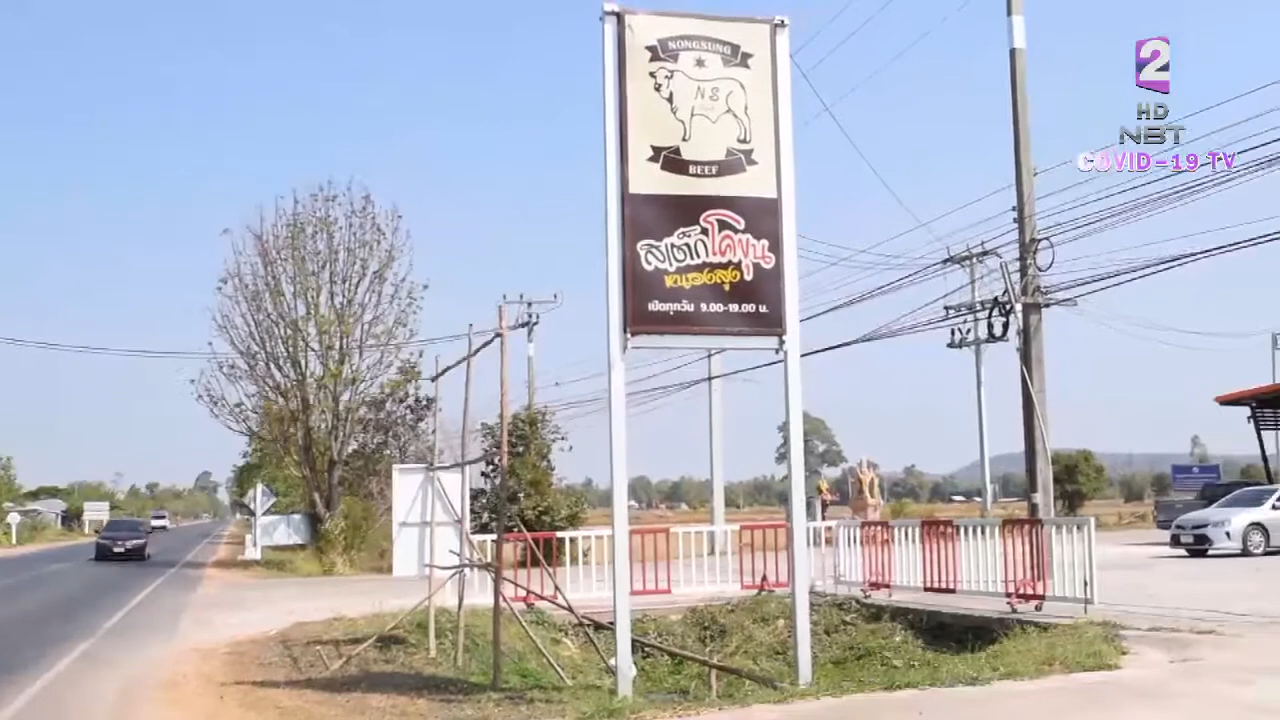 NONGSUNG
NS
BEEF
สเต็กโคขุน
หนองสูง
เปิดทุกวัน 9.00-19.00 น.
2
HD
NBT
COVID-19 TV